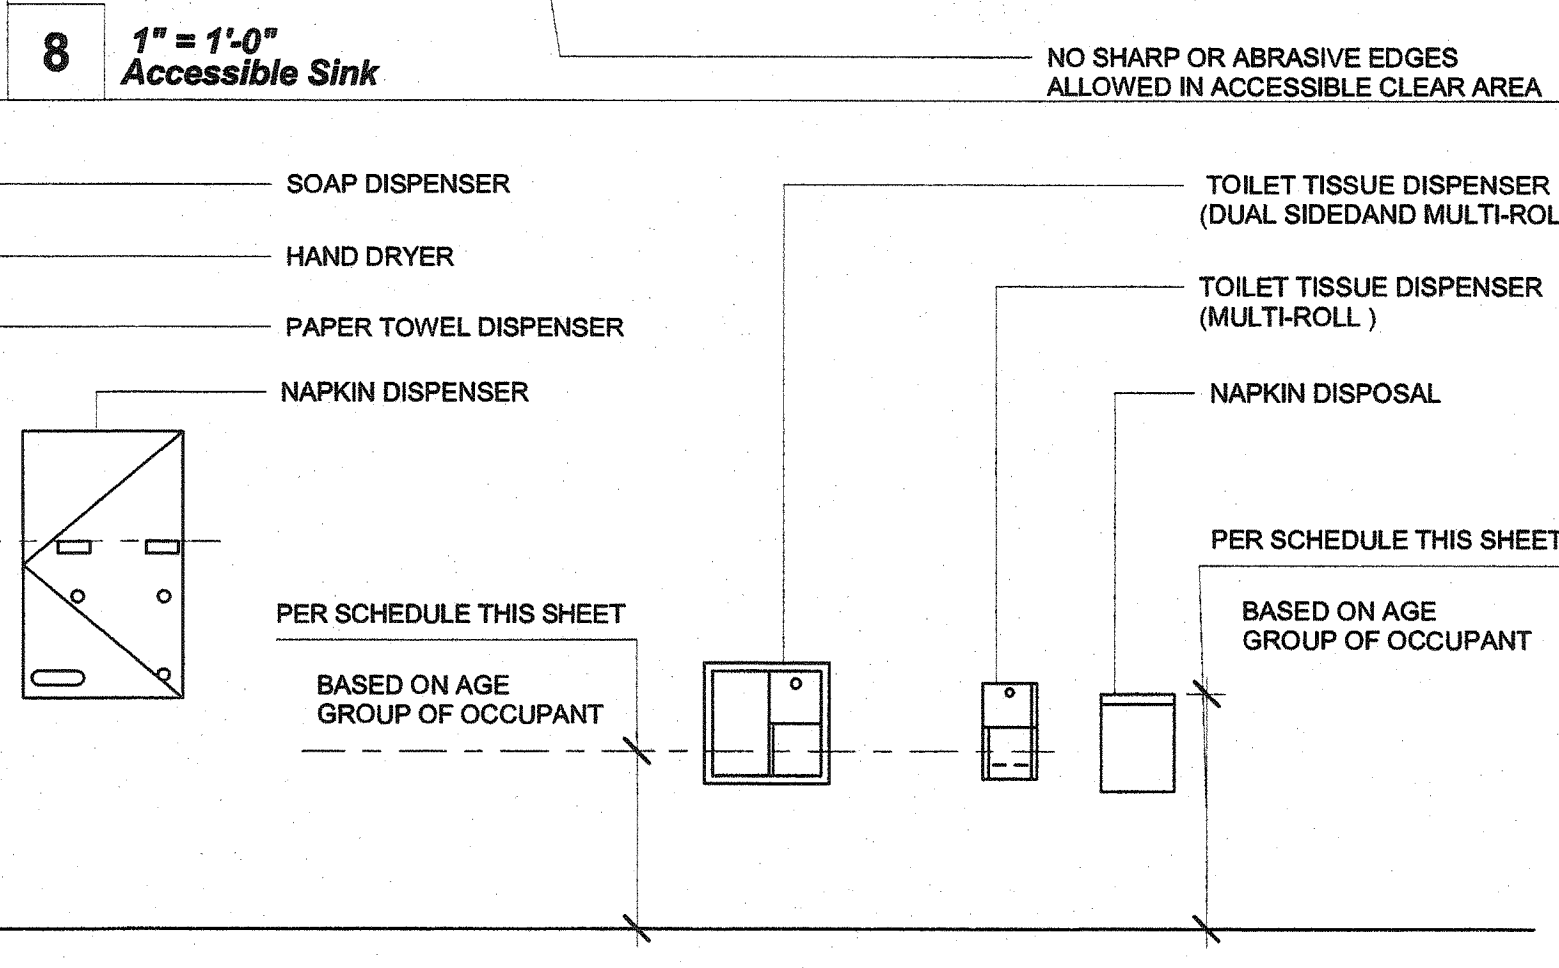 8
1" = 1'-0"
Accessible Sink
NO SHARP OR ABRASIVE EDGES
ALLOWED IN ACCESSIBLE CLEAR AREA
SOAP DISPENSER
HAND DRYER
PAPER TOWEL DISPENSER
NAPKIN DISPENSER
TOILET TISSUE DISPENSER
(DUAL SIDEDAND MULTI-ROL
TOILET TISSUE DISPENSER
(MULTI-ROLL )
NAPKIN DISPOSAL
PER SCHEDULE THIS SHEET
BASED ON AGE
GROUP OF OCCUPANT
PER SCHEDULE THIS SHEET
BASED ON AGE
GROUP OF OCCUPANT